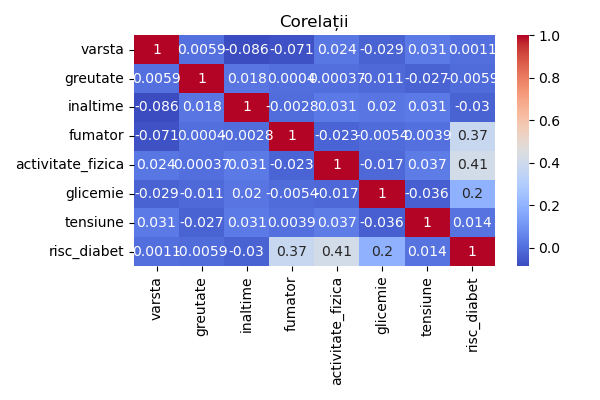 Corelații
varsta 1 0.0059 -0.086 -0.071 0.024 -0.029 0.031 0.0011
greutate 0.0059 1 0.018 0.0004 0.00037 -0.011 -0.027 -0.0059
inaltime -0.086 0.018 1 -0.0028 0.031 0.02 0.031 -0.03
fumator -0.071 0.0004 -0.0028 1 -0.023 -0.0054 0.0039 0.37
activitate_fizica 0.024 0.00037 0.031 -0.023 1 -0.017 0.037 0.41
glicemie -0.029 -0.011 0.02 -0.0054 -0.017 1 -0.036 0.2
tensiune 0.031 -0.027 0.031 0.0039 0.037 -0.036 1 0.014
risc_diabet 0.0011 -0.0059 -0.03 0.37 0.41 0.2 0.014 1
varsta greutate inaltime fumator activitate_fizica glicemie tensiune risc_diabet
1.0
0.8
0.6
0.4
0.2
0.0